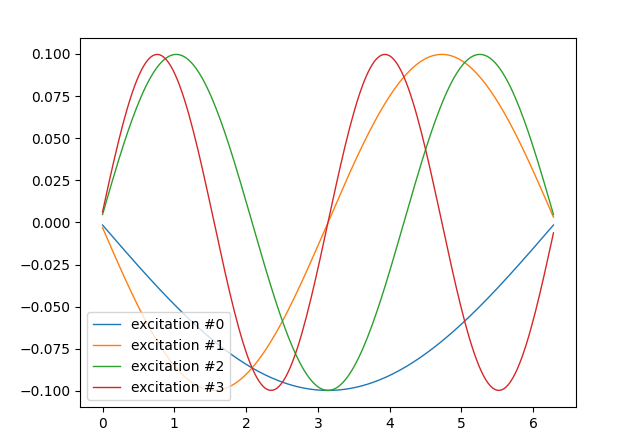 0.100
0.075
0.050
0.025
0.000
−0.025
−0.050
−0.075
−0.100
excitation #0
excitation #1
excitation #2
excitation #3
0 1 2 3 4 5 6